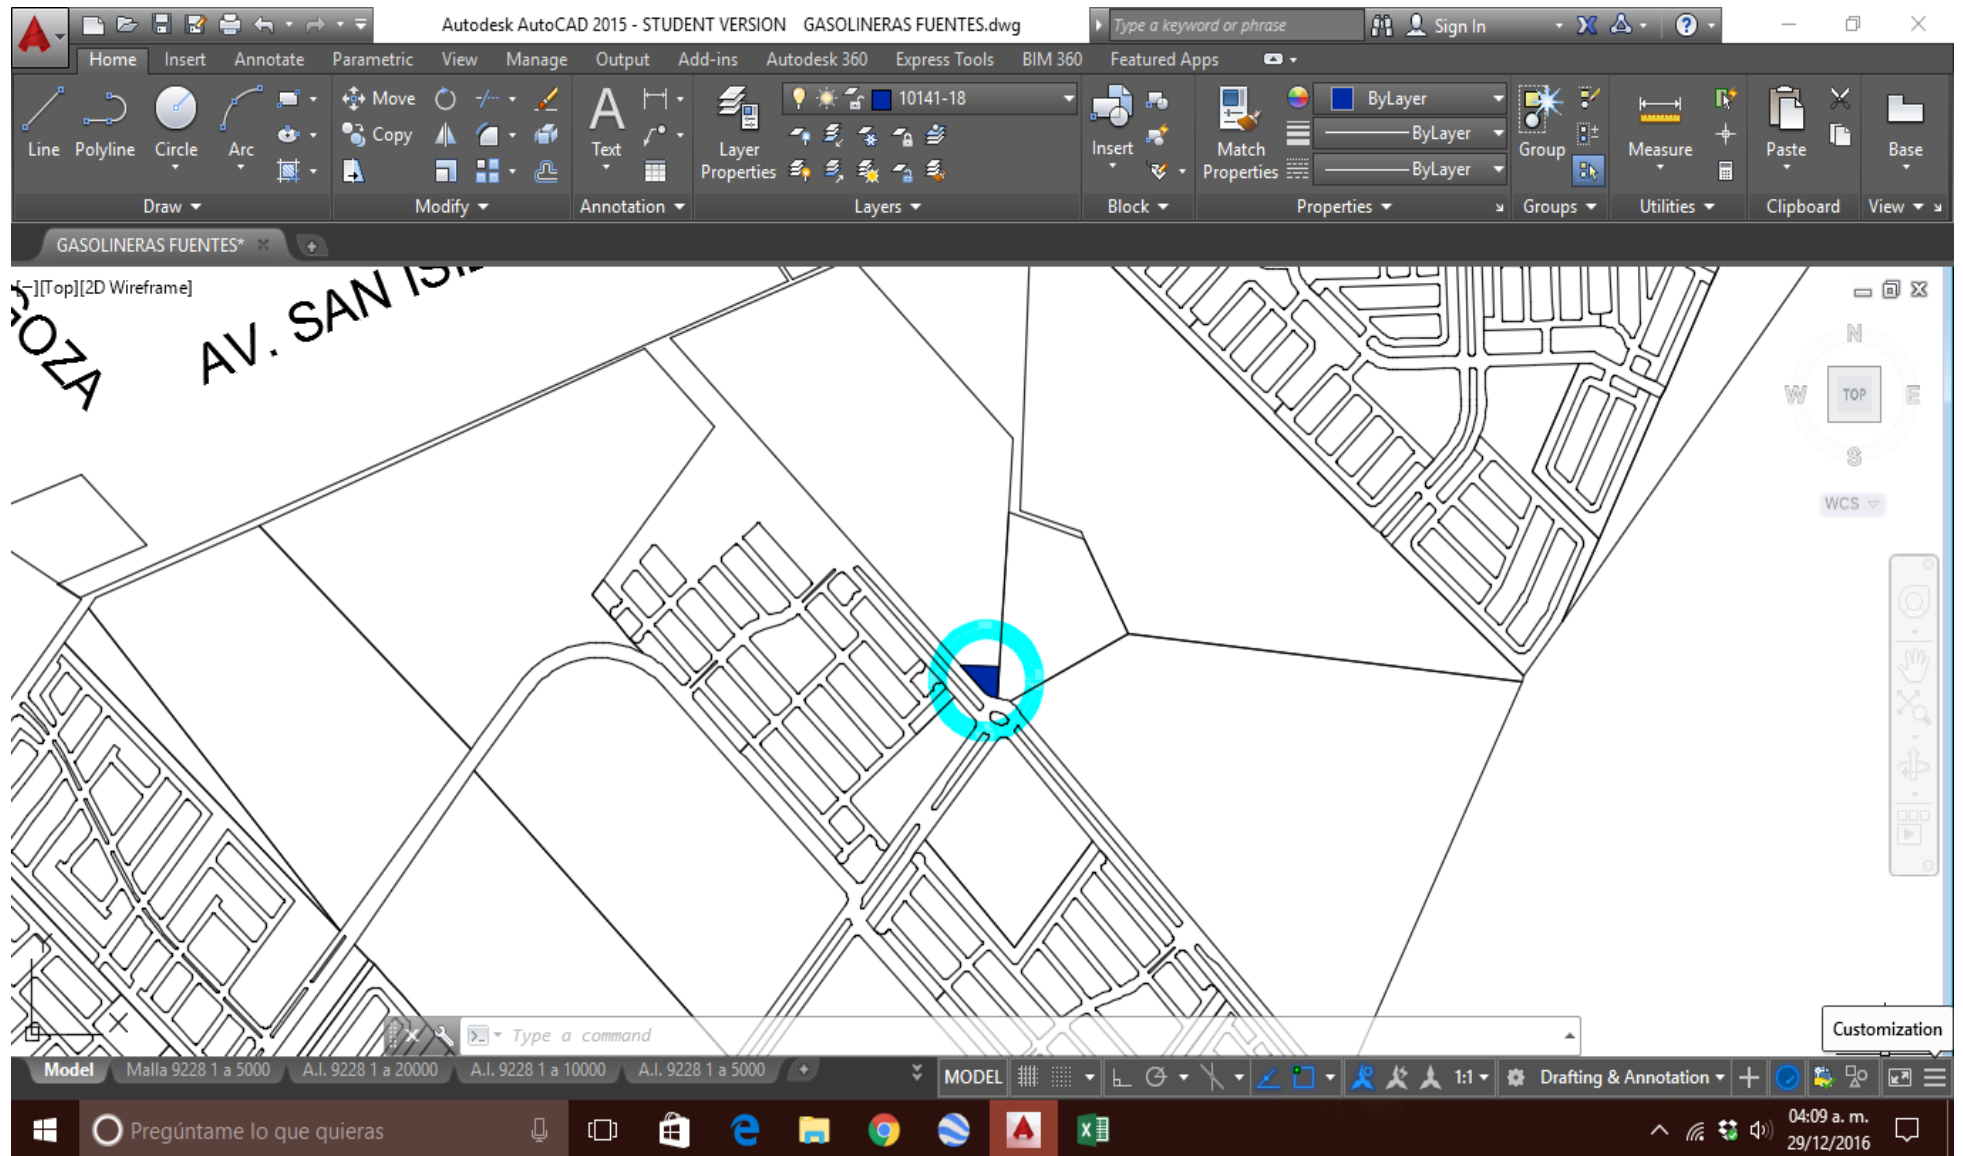 Autodesk AutoCAD 2015 - STUDENT VERSION GASOLINERAS FUENTES.dwg
Type a keyword or phrase
Sign In
Home Insert Annotate Parametric View Manage Output Add-ins Autodesk 360 Express Tools BIM 360 Featured Apps
Line Polyline Circle Arc
Move
Copy
Text
Layer Properties
10141-18
Insert
Match Properties
ByLayer
ByLayer
ByLayer
Group
Measure
Paste
Base
Draw Modify Annotation Layers Block Properties Groups Utilities Clipboard View
GASOLINERAS FUENTES*
[−][Top][2D Wireframe]
AV. SAN
N
W TOP E
S
WCS
Y
X
Type a command
Customization
Model Malla 9228 1 a 5000 A.I. 9228 1 a 20000 A.I. 9228 1 a 10000 A.I. 9228 1 a 5000
MODEL 1:1 Drafting & Annotation
Pregúntame lo que quieras
04:09 a. m.
29/12/2016